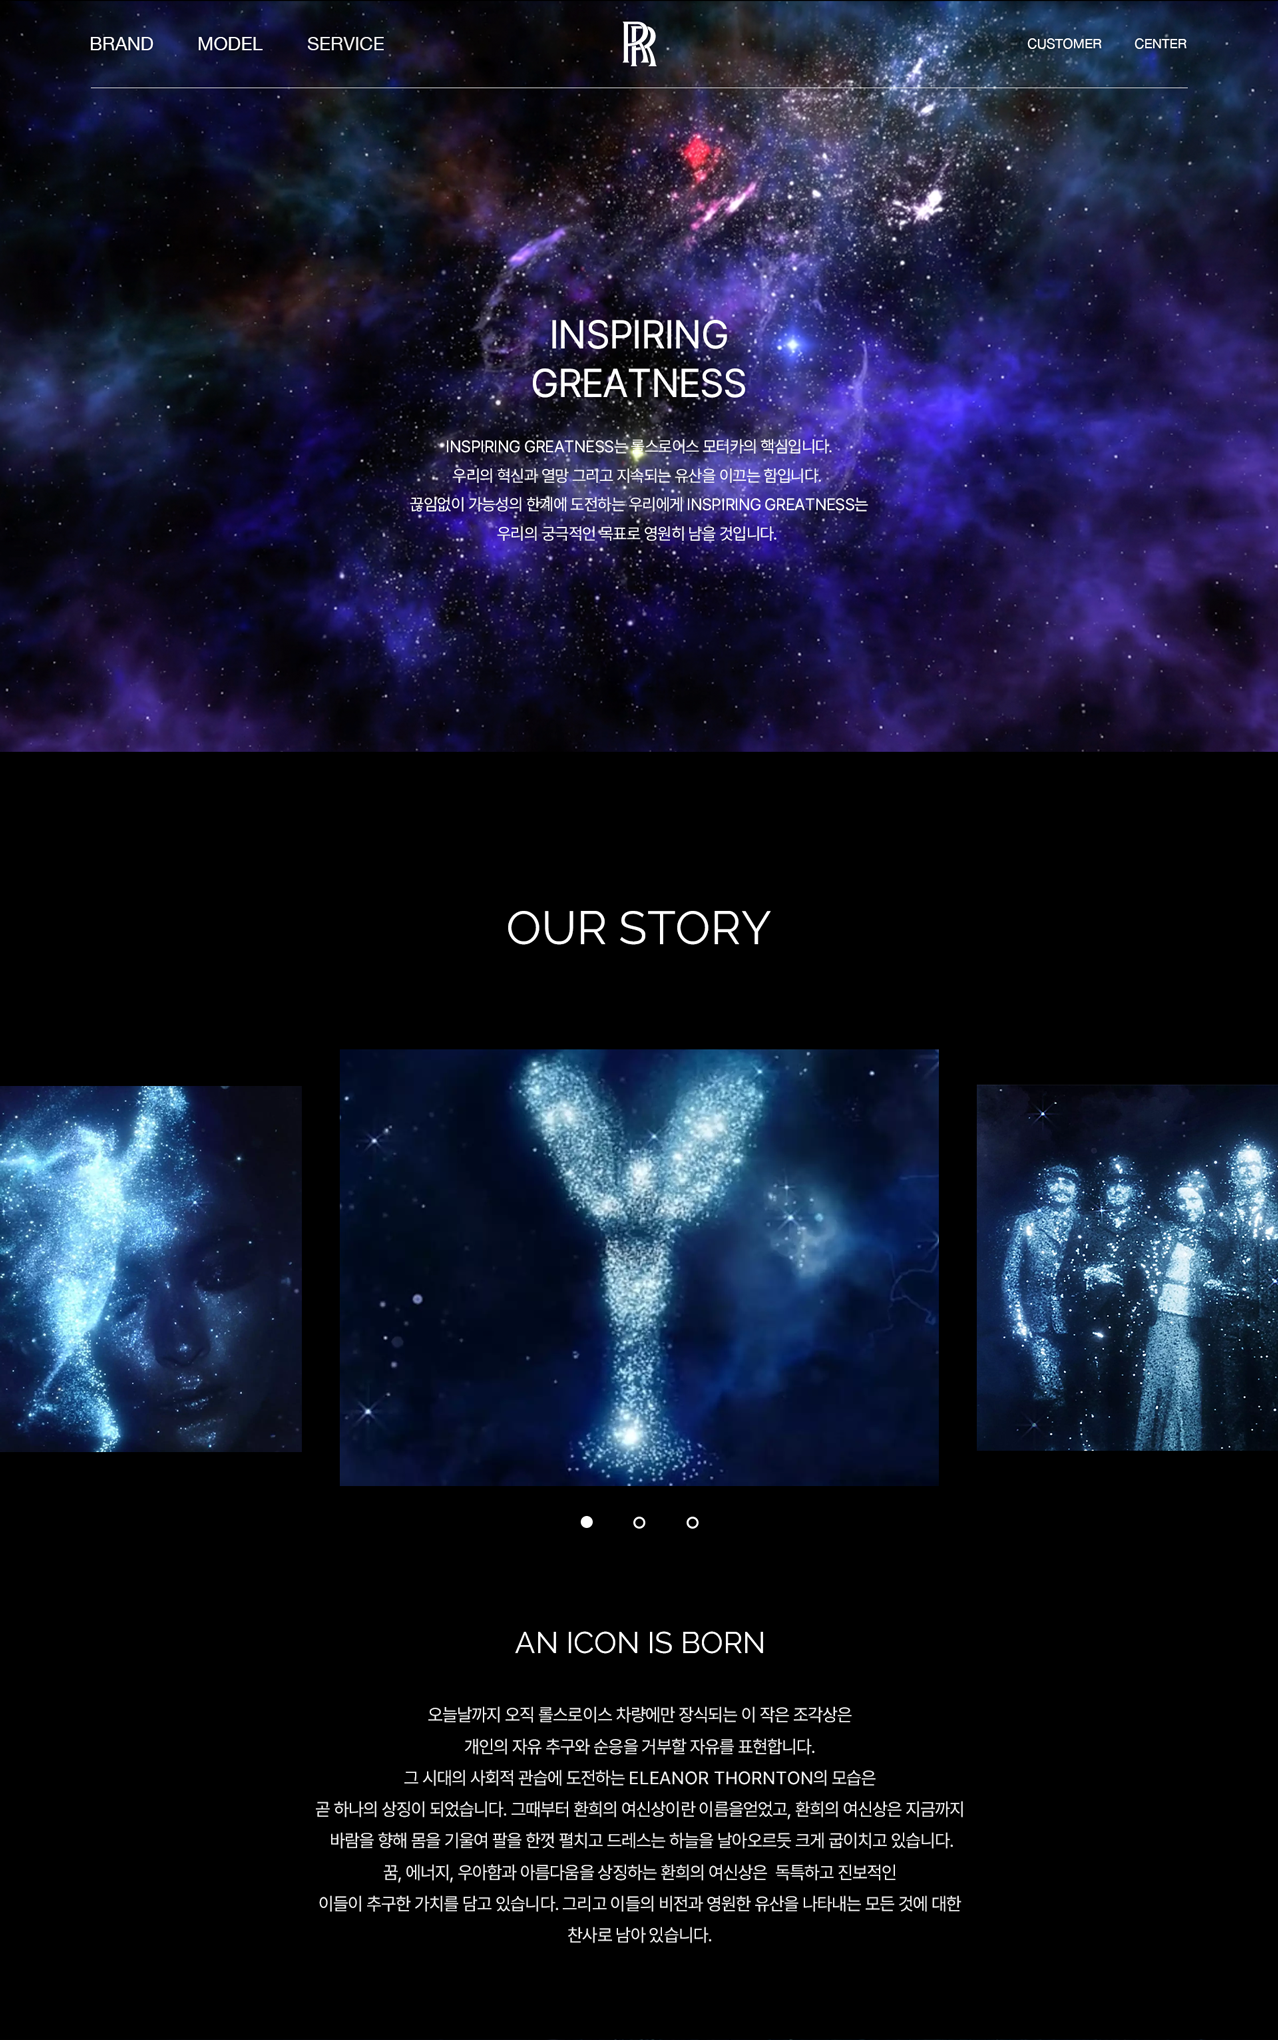 BRAND MODEL SERVICE RR CUSTOMER CENTER
INSPIRING
GREATNESS
INSPIRING GREATNESS는 롤스로이스 모터카의 핵심입니다.
우리의 혁신과 열망 그리고 지속되는 유산을 이끄는 힘입니다.
끊임없이 가능성의 한계에 도전하는 우리에게 INSPIRING GREATNESS는
우리의 궁극적인 목표로 영원히 남을 것입니다.
OUR STORY
AN ICON IS BORN
오늘날까지 오직 롤스로이스 차량에만 장식되는 이 작은 조각상은
개인의 자유 추구와 순응을 거부할 자유를 표현합니다.
그 시대의 사회적 관습에 도전하는 ELEANOR THORNTON의 모습은
곧 하나의 상징이 되었습니다. 그때부터 환희의 여신상이란 이름을얻었고, 환희의 여신상은 지금까지
바람을 향해 몸을 기울여 팔을 한껏 펼치고 드레스는 하늘을 날아오르듯 크게 굽이치고 있습니다.
꿈, 에너지, 우아함과 아름다움을 상징하는 환희의 여신상은 독특하고 진보적인
이들이 추구한 가치를 담고 있습니다. 그리고 이들의 비전과 영원한 유산을 나타내는 모든 것에 대한
찬사로 남아 있습니다.